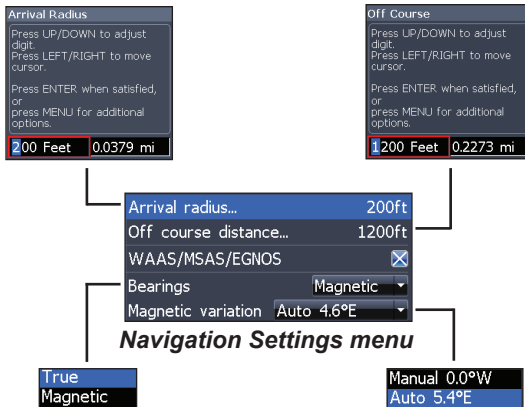 Arrival Radius
Press UP/DOWN to adjust
digit.
Press LEFT/RIGHT to move
cursor.
Press ENTER when satisfied,
or
press MENU for additional
options.
200 Feet 0.0379 mi
Off Course
Press UP/DOWN to adjust
digit.
Press LEFT/RIGHT to move
cursor.
Press ENTER when satisfied,
or
press MENU for additional
options.
1200 Feet 0.2273 mi
Arrival radius... 200ft
Off course distance... 1200ft
WAAS/MSAS/EGNOS
Bearings Magnetic
Magnetic variation Auto 4.6°E
Navigation Settings menu
True
Magnetic
Manual 0.0°W
Auto 5.4°E